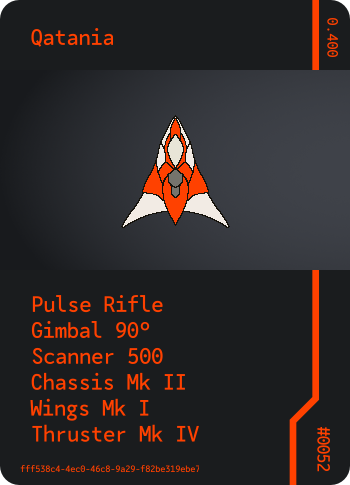 Qatania
0.400
Pulse Rifle
Gimbal 90°
Scanner 500
Chassis Mk II
Wings Mk I
Thruster Mk IV
#0052
fff538c4-4ec0-46c8-9a29-f82be319ebe7